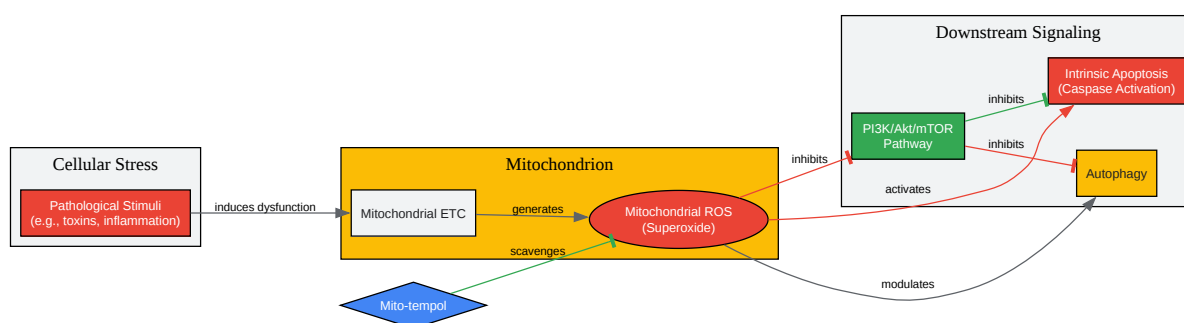 Cellular Stress
Pathological Stimuli
(e.g., toxins, inflammation)
induces dysfunction
Mitochondrion
Mitochondrial ETC
generates
Mitochondrial ROS
(Superoxide)
scavenges
Mito-tempol
Downstream Signaling
inhibits
PI3K/Akt/mTOR
Pathway
inhibits
Intrinsic Apoptosis
(Caspase Activation)
inhibits
Autophagy
activates
modulates